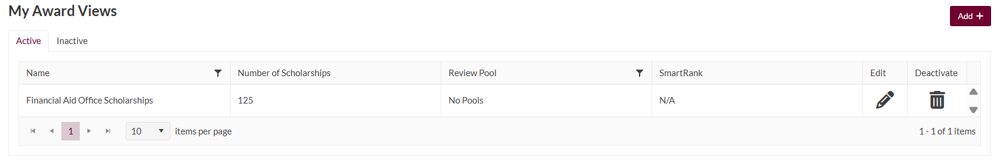 My Award Views
Add +
Active Inactive
Name Number of Scholarships Review Pool SmartRank Edit Deactivate
Financial Aid Office Scholarships 125 No Pools N/A
1 10 items per page 1 - 1 of 1 items